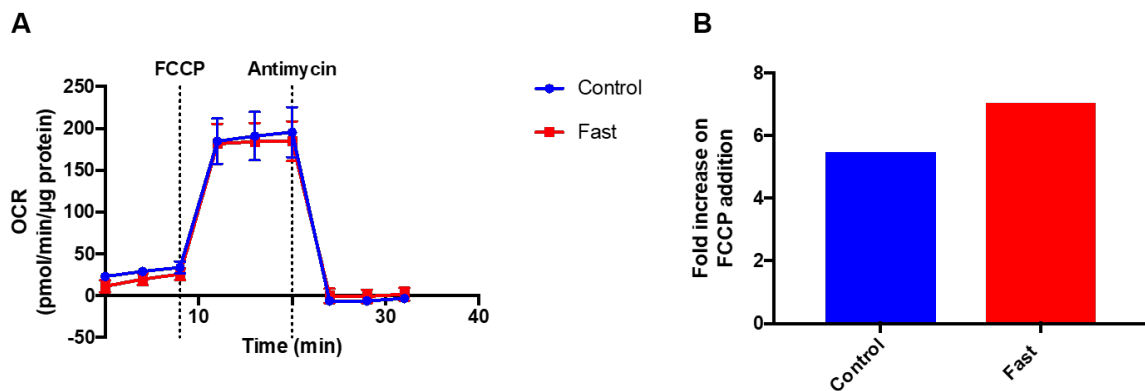 A
FCCP
Antimycin
250
200
150
100
50
0
-50
10
30
40
OCR
(pmol/min/µg protein)
Time (min)
Control
Fast
B
8
6
4
2
0
Fold increase on
FCCP addition
Control
Fast